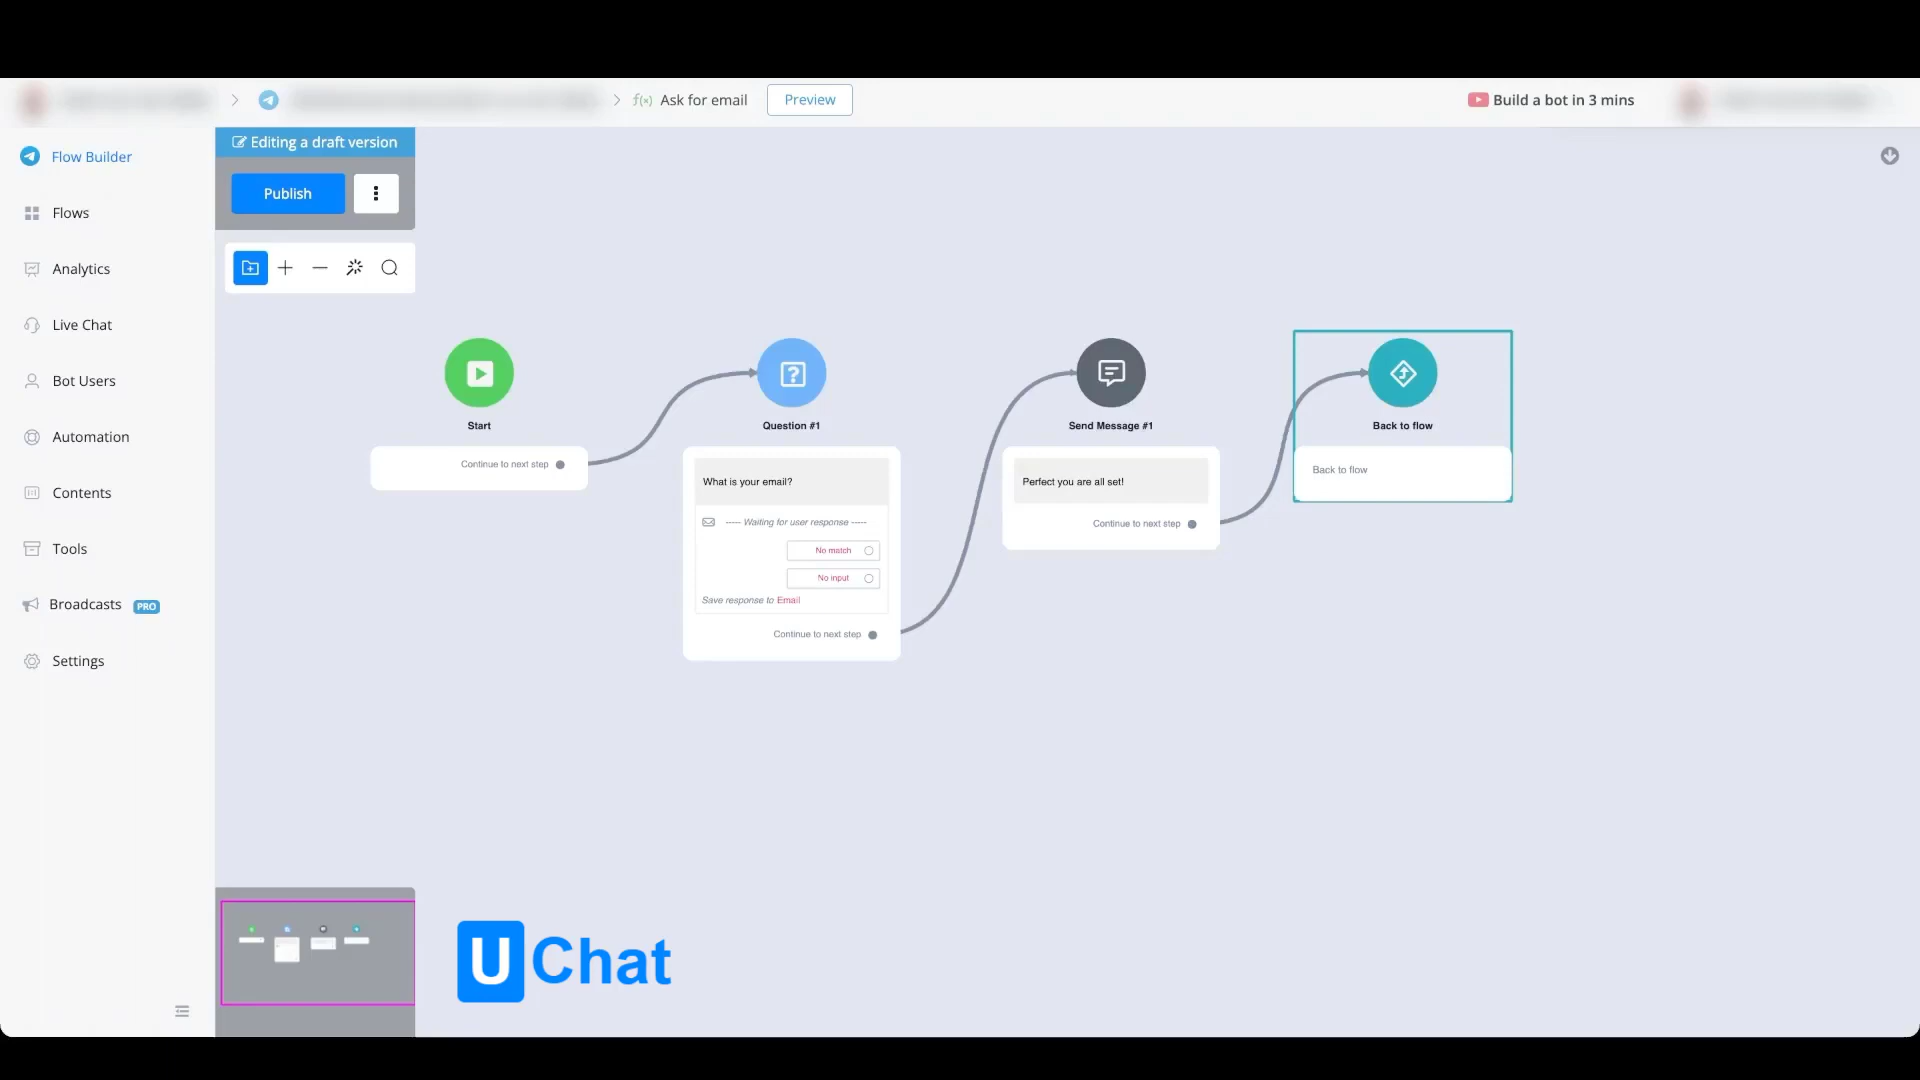 f(x) Ask for email
Preview
Build a bot in 3 mins
Flow Builder
Flows
Analytics
Live Chat
Bot Users
Automation
Contents
Tools
Broadcasts PRO
Settings
Editing a draft version
Publish
Start
Continue to next step
Question #1
What is your email?
----- Waiting for user response -----
No match
No input
Save response to Email
Continue to next step
Send Message #1
Perfect you are all set!
Continue to next step
Back to flow
Back to flow
UChat